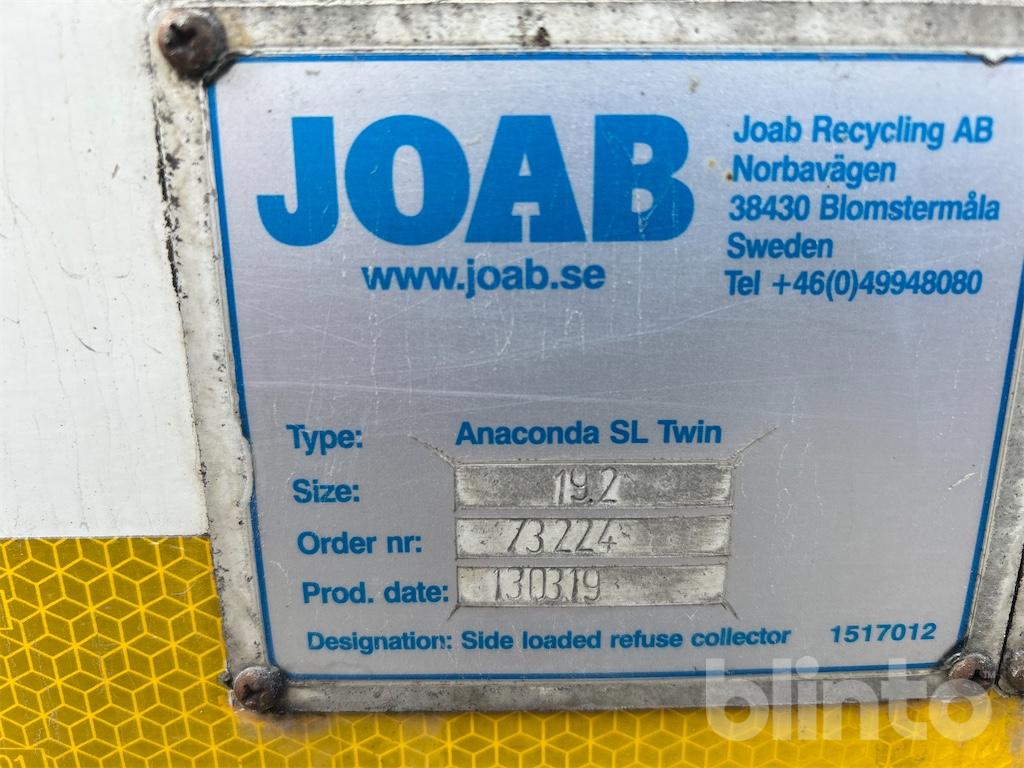 JOAB
www.joab.se
Joab Recycling AB
Norbavägen
38430 Blomstermåla
Sweden
Tel +46(0)49948080
Type: Anaconda SL Twin
Size: 19.2
Order nr: 73224
Prod. date: 130319
Designation: Side loaded refuse collector 1517012
blinto